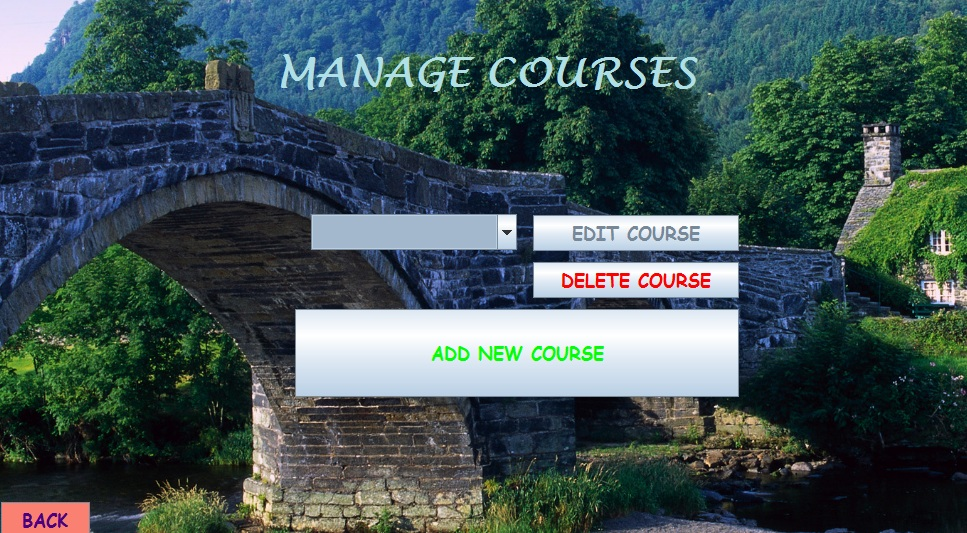 MANAGE COURSES
EDIT COURSE
DELETE COURSE
ADD NEW COURSE
BACK